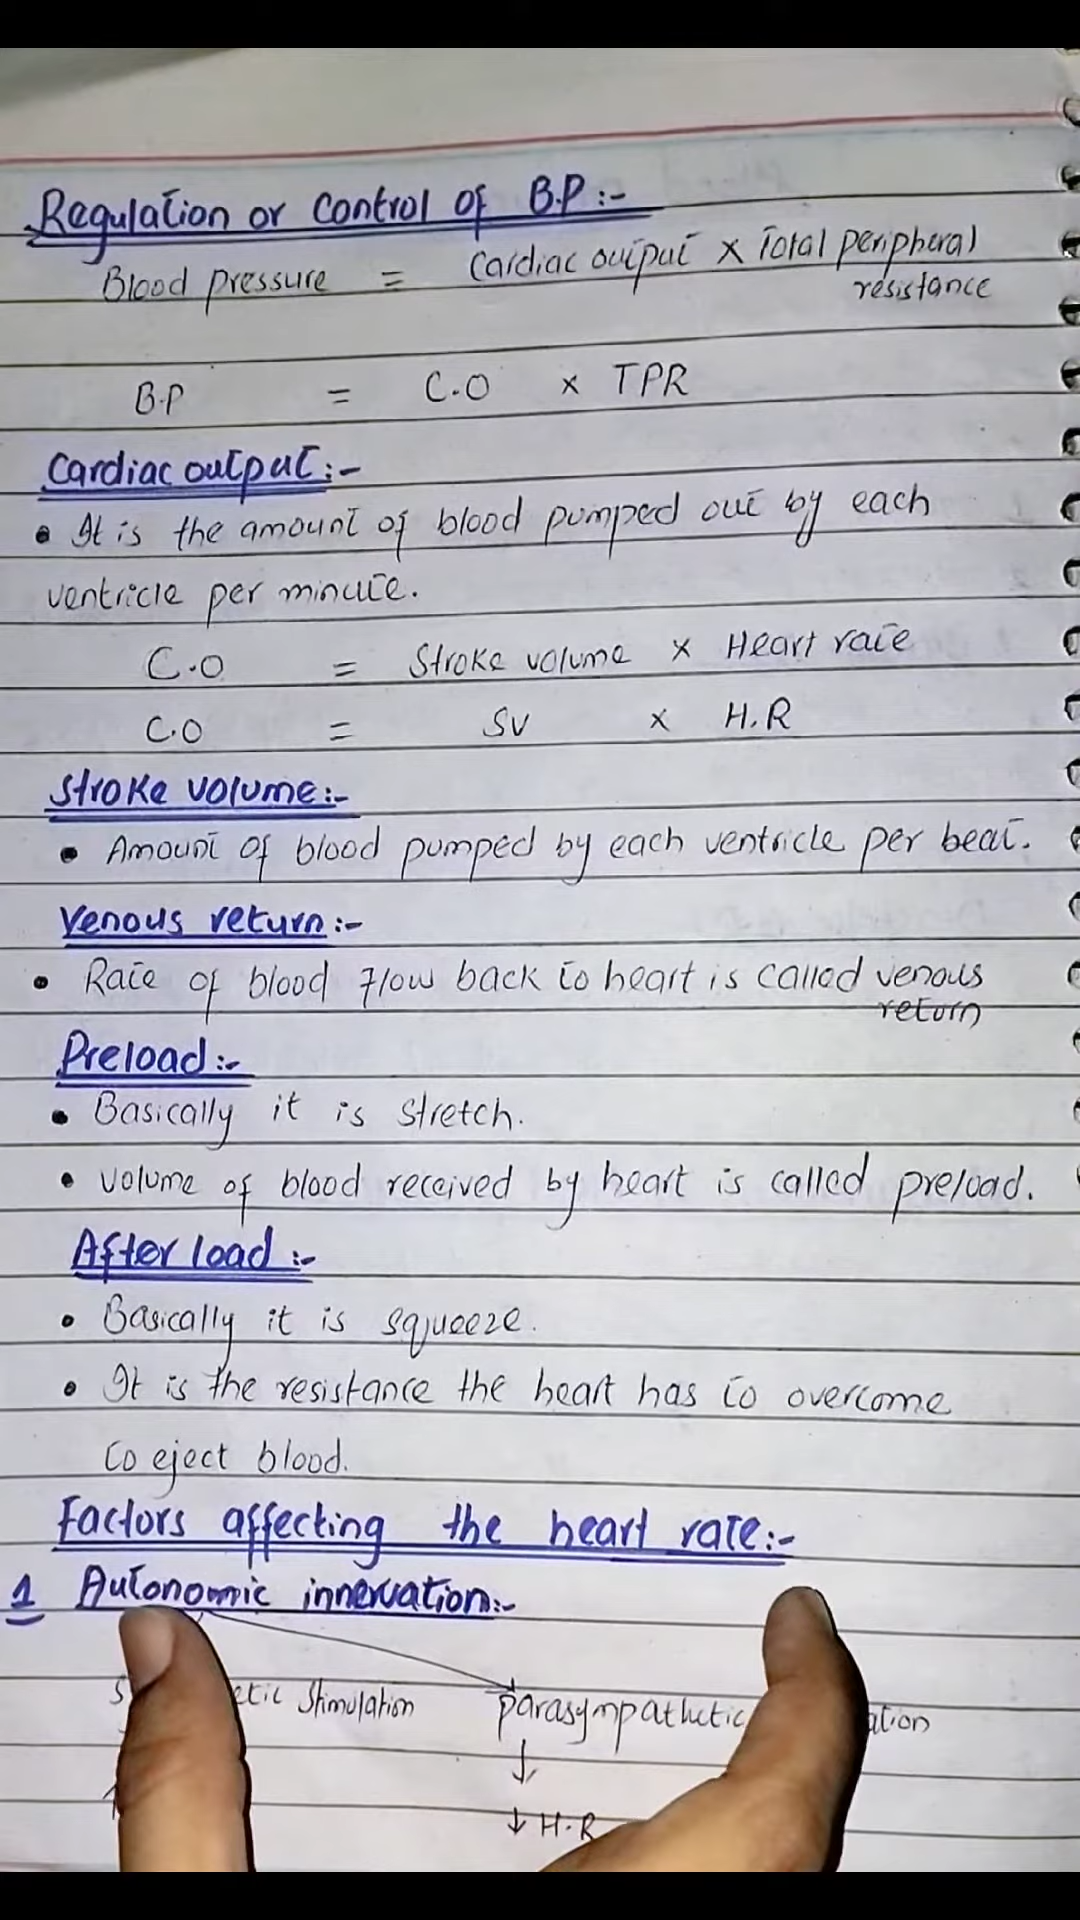 Regulation or control of B.P:-
Blood pressure = Cardiac output × Total peripheral
resistance
B.P = C.O × TPR
Cardiac output:-
• It is the amount of blood pumped out by each
ventricle per minute.
C.O = Stroke volume × Heart rate
C.O = SV × H.R
Stroke volume:-
• Amount of blood pumped by each ventricle per beat.
Venous return:-
• Rate of blood flow back to heart is called venous
return
Preload:-
• Basically it is stretch.
• volume of blood received by heart is called preload.
After load:-
• Basically it is squeeze.
• It is the resistance the heart has to overcome
to eject blood.
Factors affecting the heart rate:-
1 Autonomic innervation:-
Stimulation parasympathetic
↓
↓ H.R